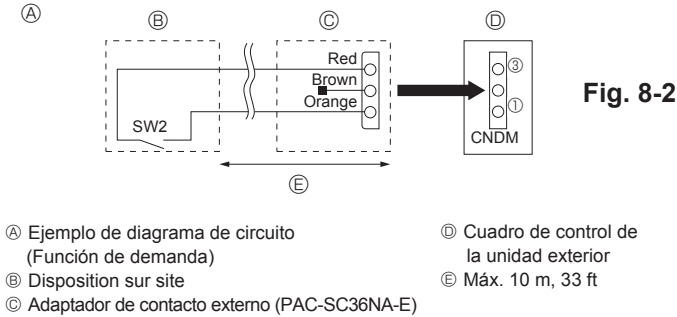 Ⓐ Ⓑ Ⓒ Ⓓ
Red
Brown
Orange
SW2
③
①
CNDM
Fig. 8-2
Ⓔ
Ⓐ Ejemplo de diagrama de circuito
(Función de demanda)
Ⓑ Disposition sur site
Ⓒ Adaptador de contacto externo (PAC-SC36NA-E)
Ⓓ Cuadro de control de
la unidad exterior
Ⓔ Máx. 10 m, 33 ft